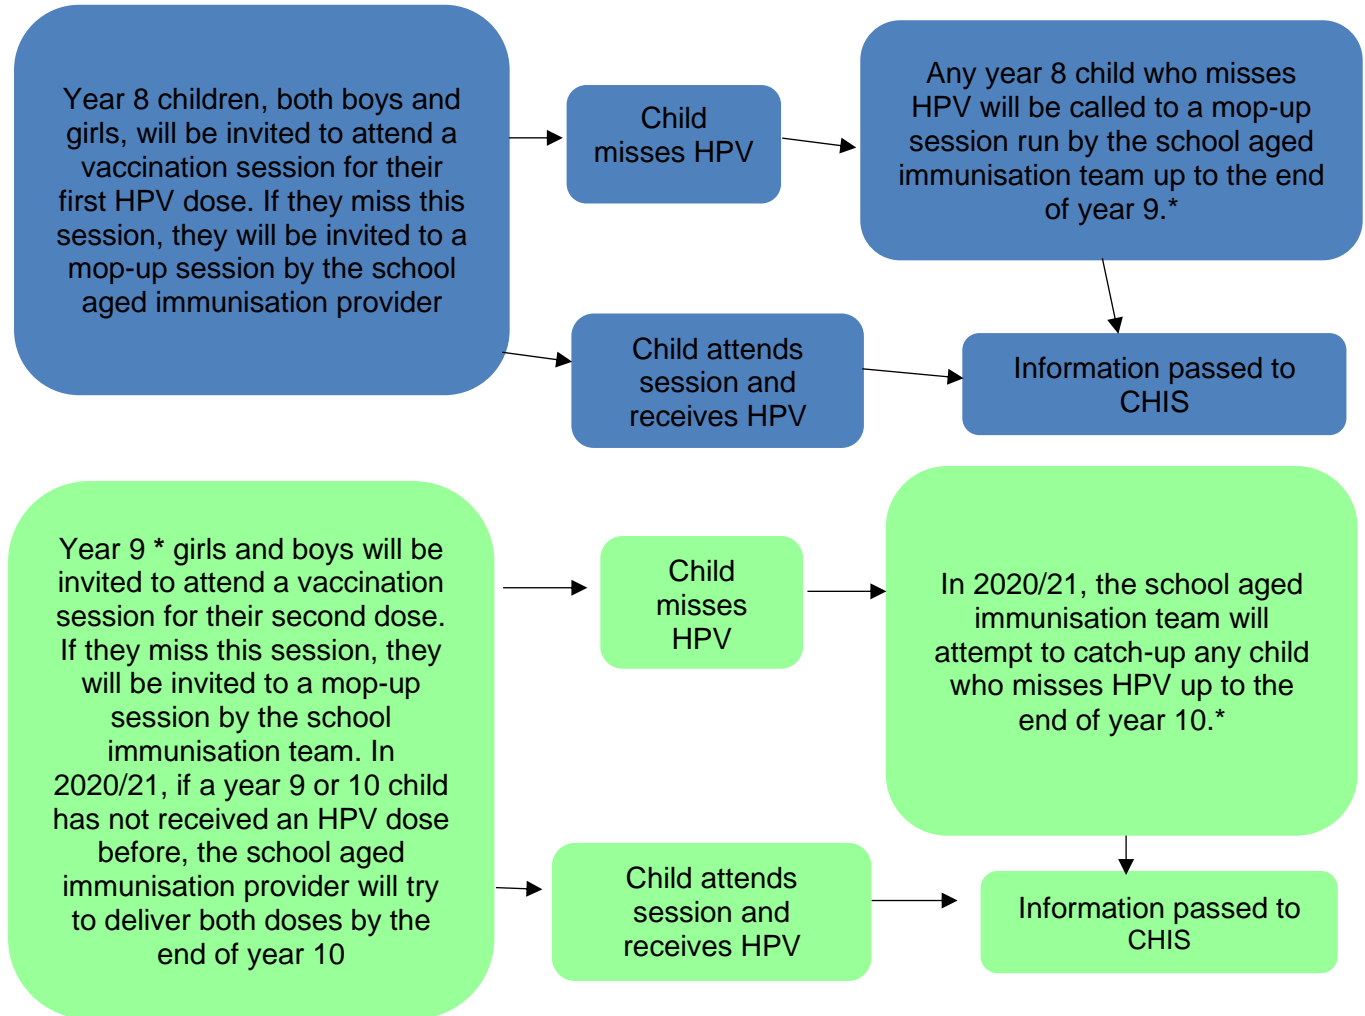 Year 8 children, both boys and
girls, will be invited to attend a
vaccination session for their
first HPV dose. If they miss this
session, they will be invited to a
mop-up session by the school
aged immunisation provider
Child
misses HPV
Any year 8 child who misses
HPV will be called to a mop-up
session run by the school aged
immunisation team up to the end
of year 9.*
Child attends
session and
receives HPV
Information passed to
CHIS
Year 9 * girls and boys will be
invited to attend a vaccination
session for their second dose.
If they miss this session, they
will be invited to a mop-up
session by the school
immunisation team. In
2020/21, if a year 9 or 10 child
has not received an HPV dose
before, the school aged
immunisation provider will try
to deliver both doses by the
end of year 10
Child
misses
HPV
In 2020/21, the school aged
immunisation team will
attempt to catch-up any child
who misses HPV up to the
end of year 10.*
Child attends
session and
receives HPV
Information passed to
CHIS